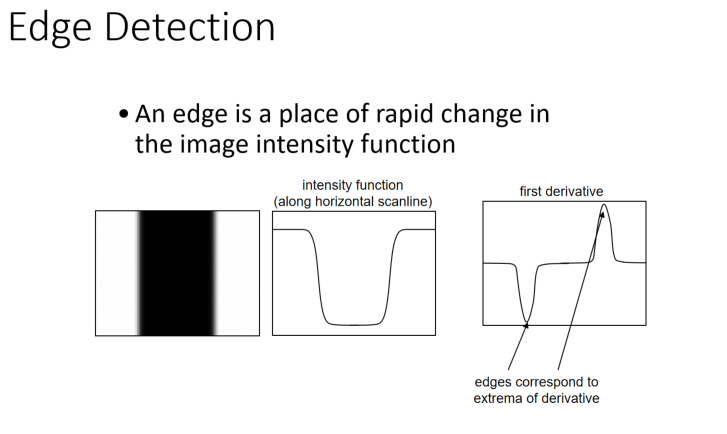 Edge Detection
• An edge is a place of rapid change in
the image intensity function
intensity function
(along horizontal scanline)
first derivative
edges correspond to
extrema of derivative